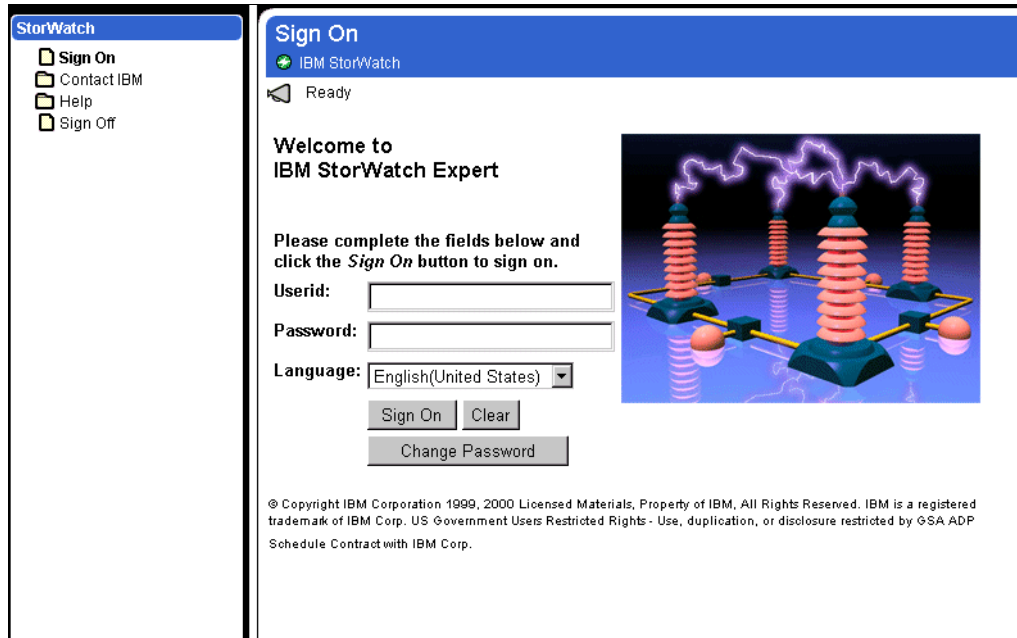 StorWatch
Sign On
Contact IBM
Help
Sign Off
Sign On
IBM StorWatch
Ready
Welcome to
IBM StorWatch Expert
Please complete the fields below and
click the Sign On button to sign on.
Userid:
Password:
Language: English(United States)
Sign On Clear
Change Password
© Copyright IBM Corporation 1999, 2000 Licensed Materials, Property of IBM, All Rights Reserved. IBM is a registered
trademark of IBM Corp. US Government Users Restricted Rights - Use, duplication, or disclosure restricted by GSA ADP
Schedule Contract with IBM Corp.